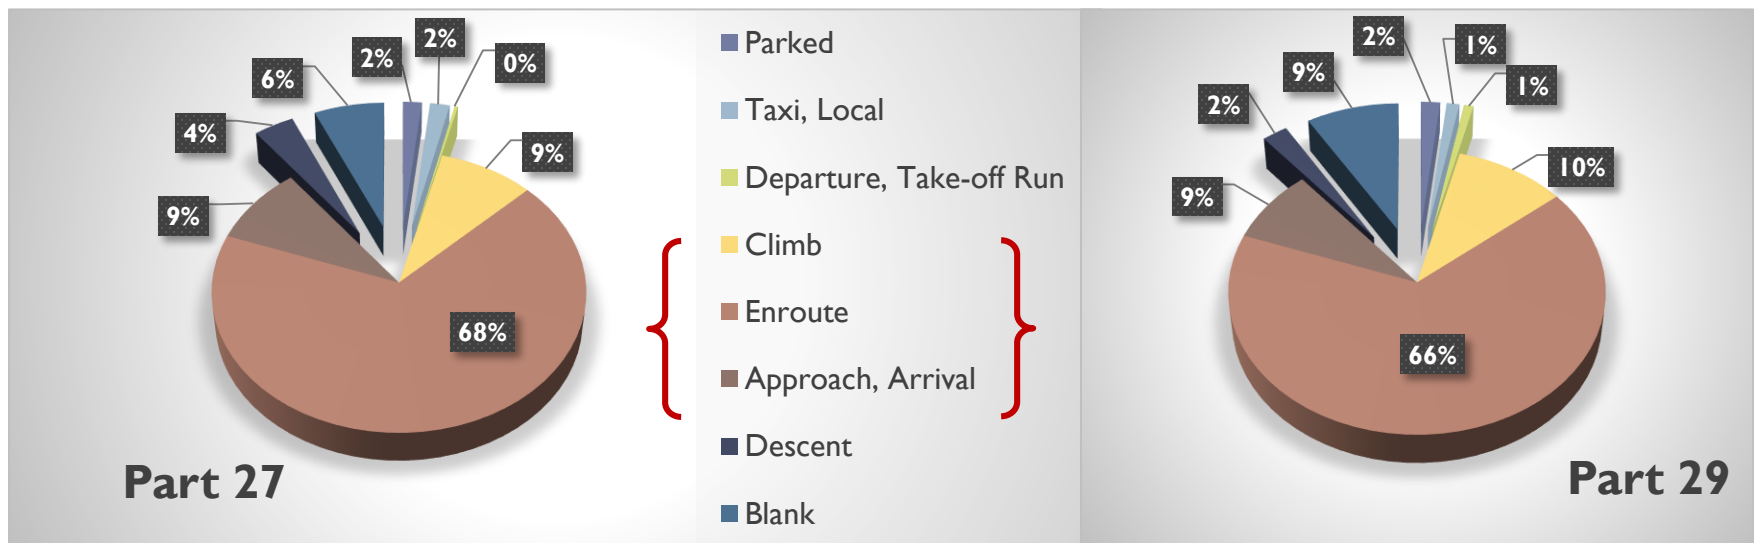 2%
2%
0%
6%
4%
9%
9%
68%
Part 27
Parked
Taxi, Local
Departure, Take-off Run
Climb
Enroute
Approach, Arrival
Descent
Blank
2%
1%
1%
9%
2%
10%
9%
66%
Part 29